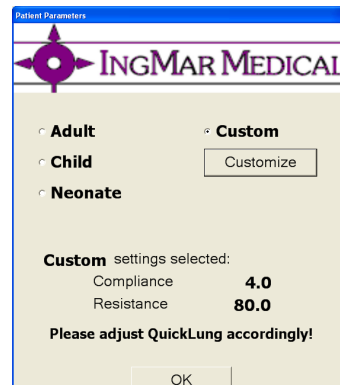 Patient Parameters
INGMAR MEDICAL
Adult
Custom
Child
Customize
Neonate
Custom settings selected:
Compliance 4.0
Resistance 80.0
Please adjust QuickLung accordingly!
OK